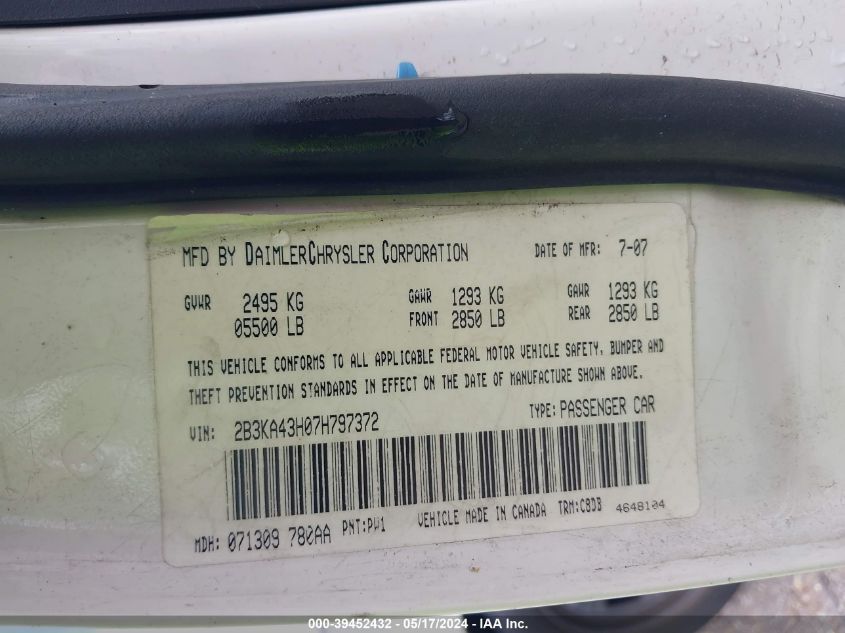 MFD BY DAIMLERCHRYSLER CORPORATION DATE OF MFR: 7-07
GVWR 2495 KG GAWR 1293 KG GAWR 1293 KG
05500 LB FRONT 2850 LB REAR 2850 LB
THIS VEHICLE CONFORMS TO ALL APPLICABLE FEDERAL MOTOR VEHICLE SAFETY, BUMPER AND
THEFT PREVENTION STANDARDS IN EFFECT ON THE DATE OF MANUFACTURE SHOWN ABOVE.
VIN: 2B3KA43H07H797372 TYPE: PASSENGER CAR
MDH: 071309 780AA PNT:PW1 VEHICLE MADE IN CANADA TRM:C8D3 4648104
000-39452432 - 05/17/2024 - IAA Inc.